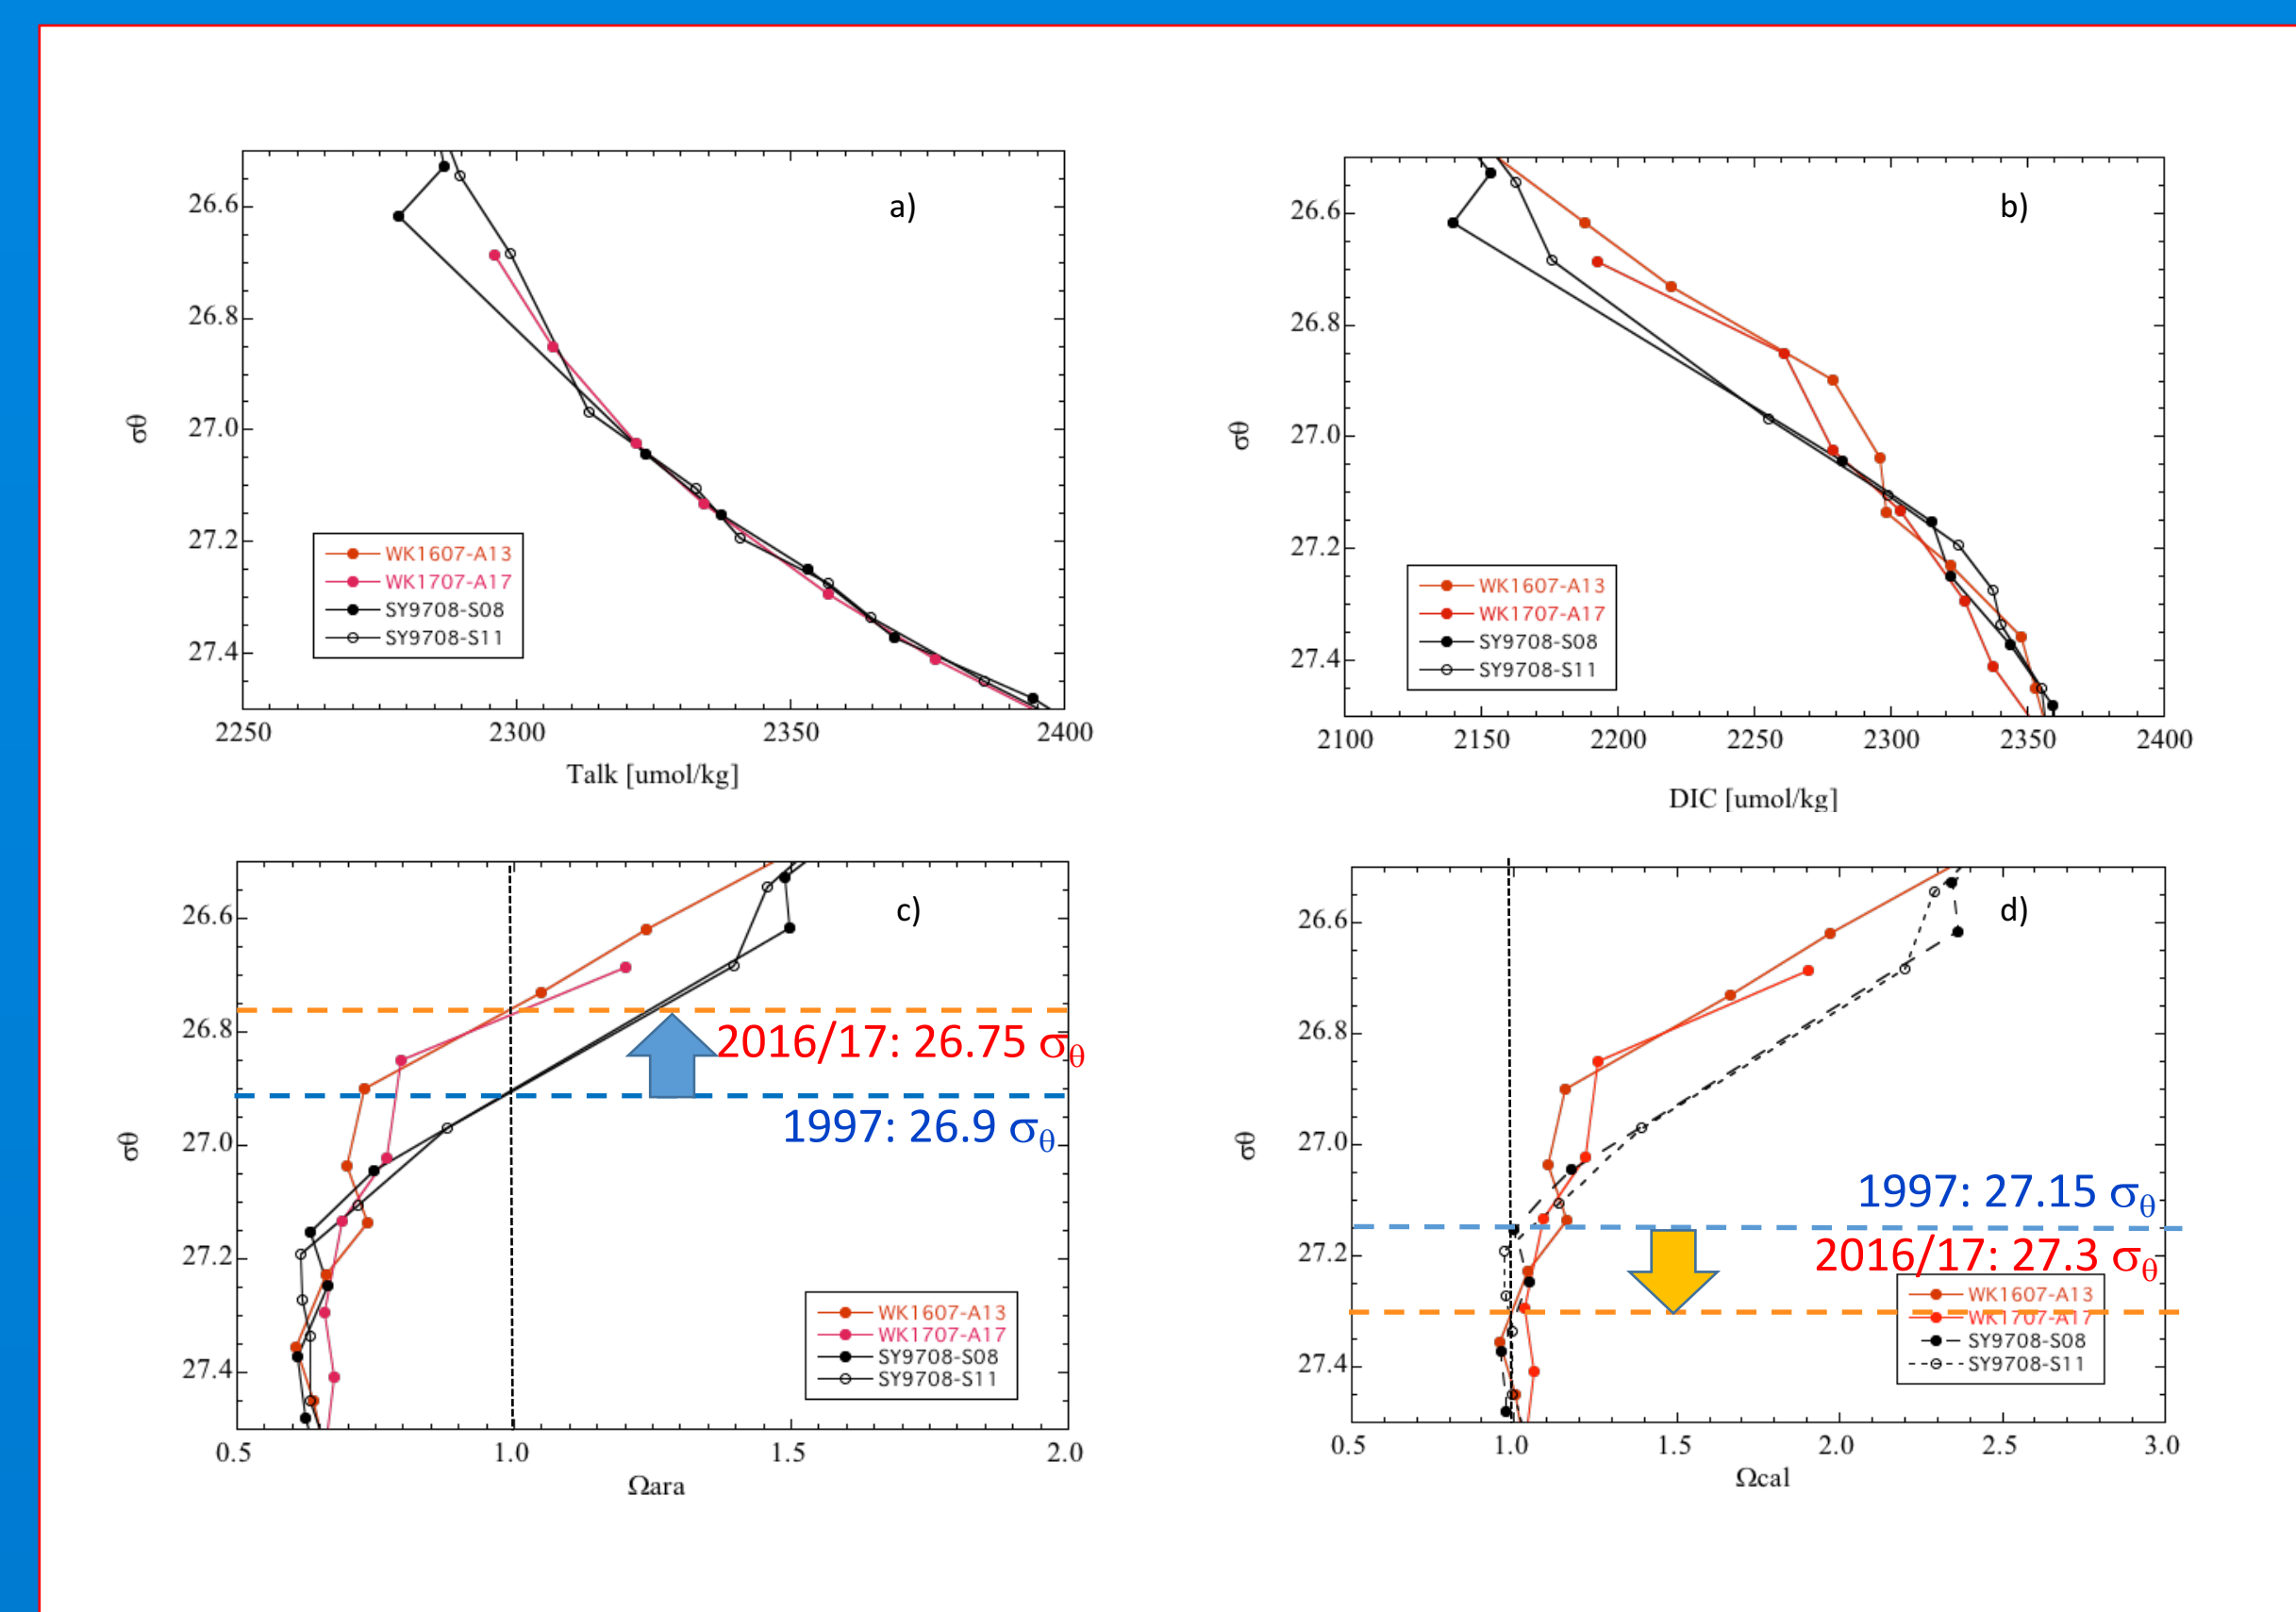 a)
26.6
26.8
27.0
27.2
27.4
σθ
WK1607-A13
WK1707-A17
SY9708-S08
SY9708-S11
2250 2300 2350 2400
Talk [umol/kg]
b)
26.6
26.8
27.0
27.2
27.4
σθ
WK1607-A13
WK1707-A17
SY9708-S08
SY9708-S11
2100 2150 2200 2250 2300 2350 2400
DIC [umol/kg]
c)
26.6
26.8
27.0
27.2
27.4
σθ
2016/17: 26.75 σθ
1997: 26.9 σθ
WK1607-A13
WK1707-A17
SY9708-S08
SY9708-S11
0.5 1.0 1.5 2.0
Ωara
d)
26.6
26.8
27.0
27.2
27.4
σθ
1997: 27.15 σθ
2016/17: 27.3 σθ
WK1607-A13
WK1707-A17
SY9708-S08
SY9708-S11
0.5 1.0 1.5 2.0 2.5 3.0
Ωcal